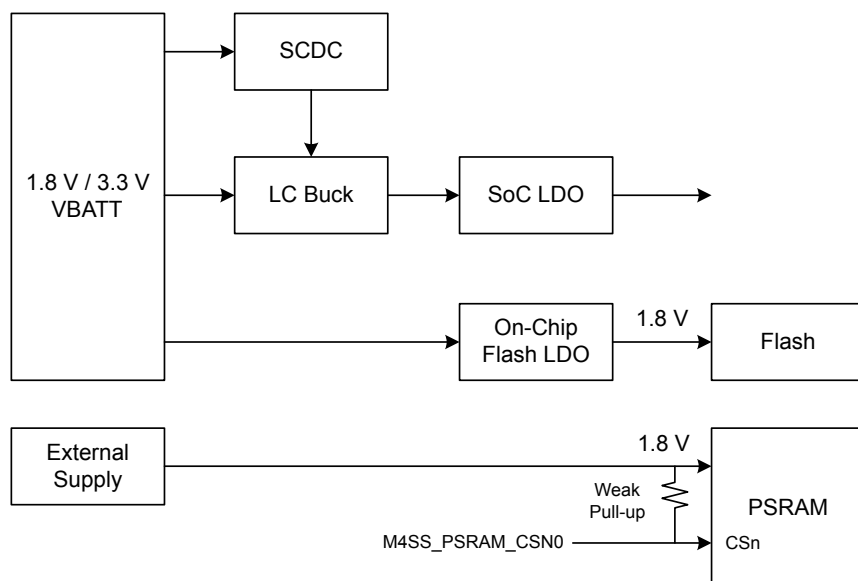 SCDC
1.8 V / 3.3 V
VBATT
LC Buck
SoC LDO
On-Chip
Flash LDO
1.8 V
Flash
External
Supply
1.8 V
Weak
Pull-up
PSRAM
M4SS_PSRAM_CSN0
CSn